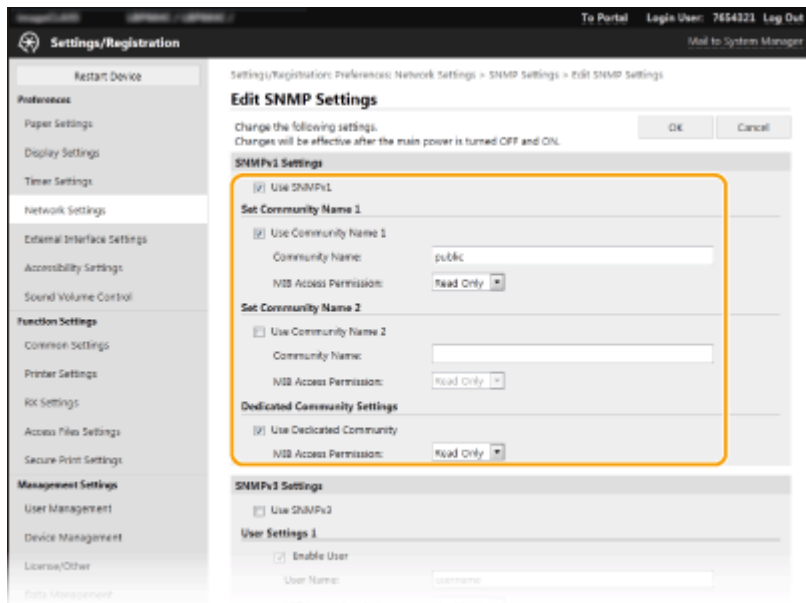 To Portal Login User: 7654321 Log Out
Settings/Registration
Mail to System Manager
Restart Device
Preferences
Paper Settings
Display Settings
Timer Settings
Network Settings
External Interface Settings
Accessibility Settings
Sound Volume Control
Function Settings
Common Settings
Printer Settings
RX Settings
Access Files Settings
Secure Print Settings
Management Settings
User Management
Device Management
License/Other
Data Management
Settings/Registration: Preferences: Network Settings > SNMP Settings > Edit SNMP Settings
Edit SNMP Settings
Change the following settings.
Changes will be effective after the main power is turned OFF and ON.
OK Cancel
SNMPv1 Settings
Use SNMPv1
Set Community Name 1
Use Community Name 1
Community Name: public
MIB Access Permission: Read Only
Set Community Name 2
Use Community Name 2
Community Name:
MIB Access Permission: Read Only
Dedicated Community Settings
Use Dedicated Community
MIB Access Permission: Read Only
SNMPv3 Settings
Use SNMPv3
User Settings 1
Enable User
User Name: username